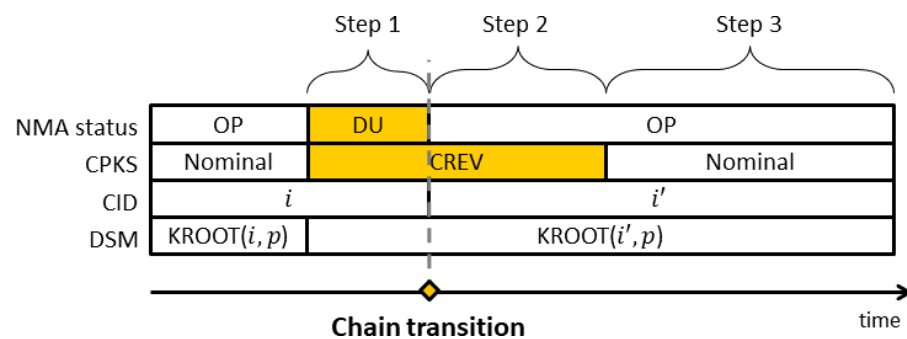 Step 1 Step 2 Step 3
NMA status OP DU OP
CPKS Nominal CREV Nominal
CID i i′
DSM KROOT(i, p) KROOT(i′, p)
time
Chain transition